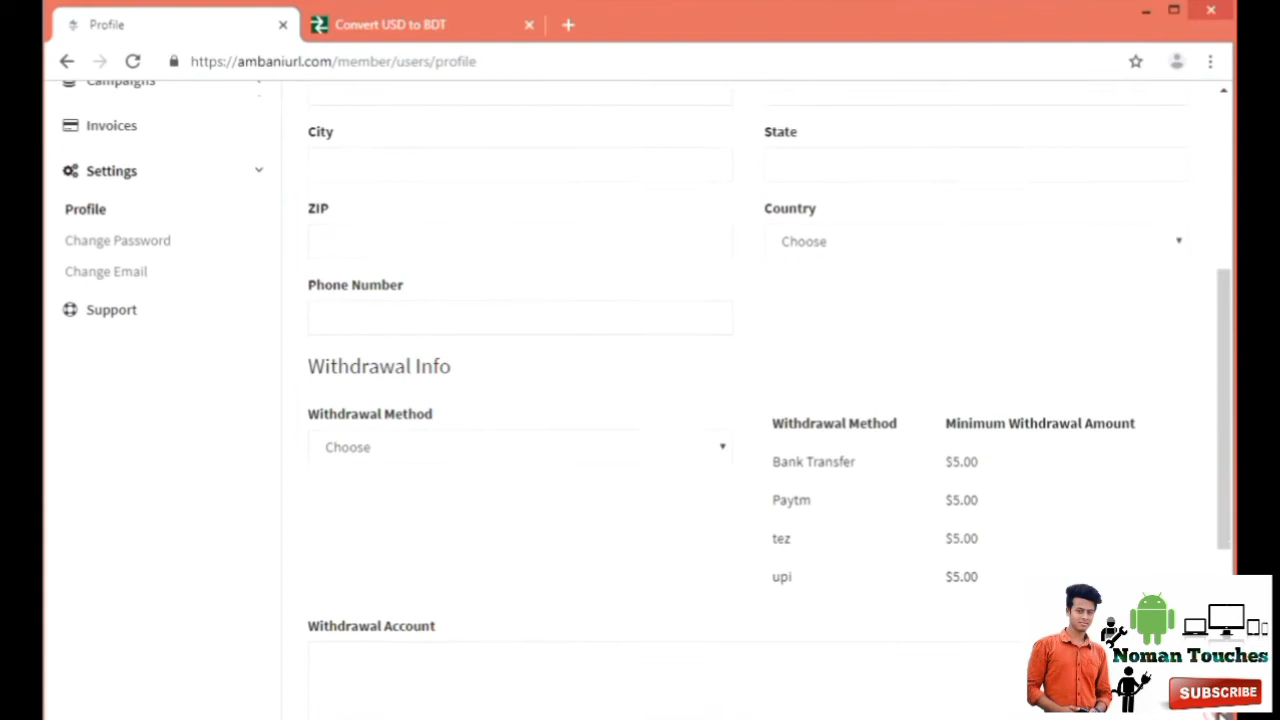 Profile
Convert USD to BDT
https://ambaniurl.com/member/users/profile
Campaigns
Invoices
City
State
Settings
Profile
ZIP
Country
Change Password
Choose
Change Email
Phone Number
Support
Withdrawal Info
Withdrawal Method
Withdrawal Method Minimum Withdrawal Amount
Choose
Bank Transfer $5.00
Paytm $5.00
tez $5.00
upi $5.00
Withdrawal Account
Noman Touches
SUBSCRIBE